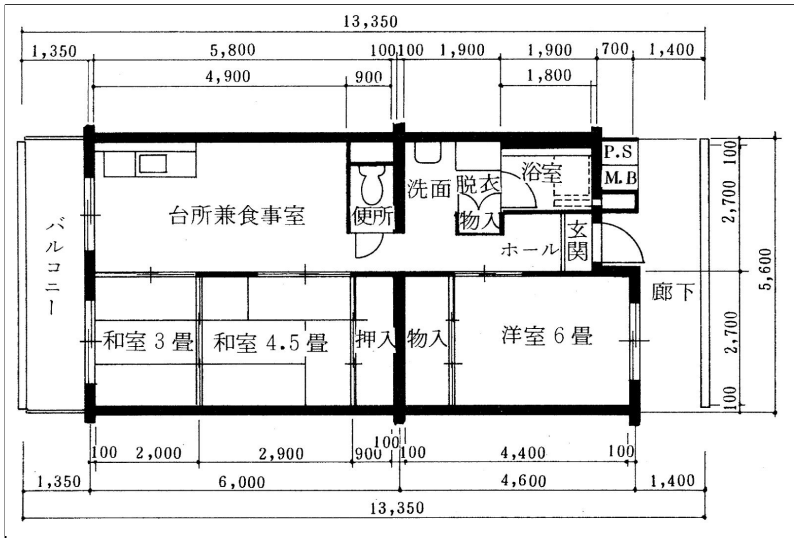 13,350
1,350 5,800 100 100 1,900 1,900 700 1,400
4,900 900 1,800
P.S
M.B
浴室
脱衣
洗面
物入
便所
台所兼食事室
バルコニー
ホール
玄関
廊下
100
2,700
5,600
2,700
100
和室3畳
和室4.5畳
押入
物入
洋室6畳
100 2,000 2,900 900 100 100 4,400 100
1,350 6,000 4,600 1,400
13,350